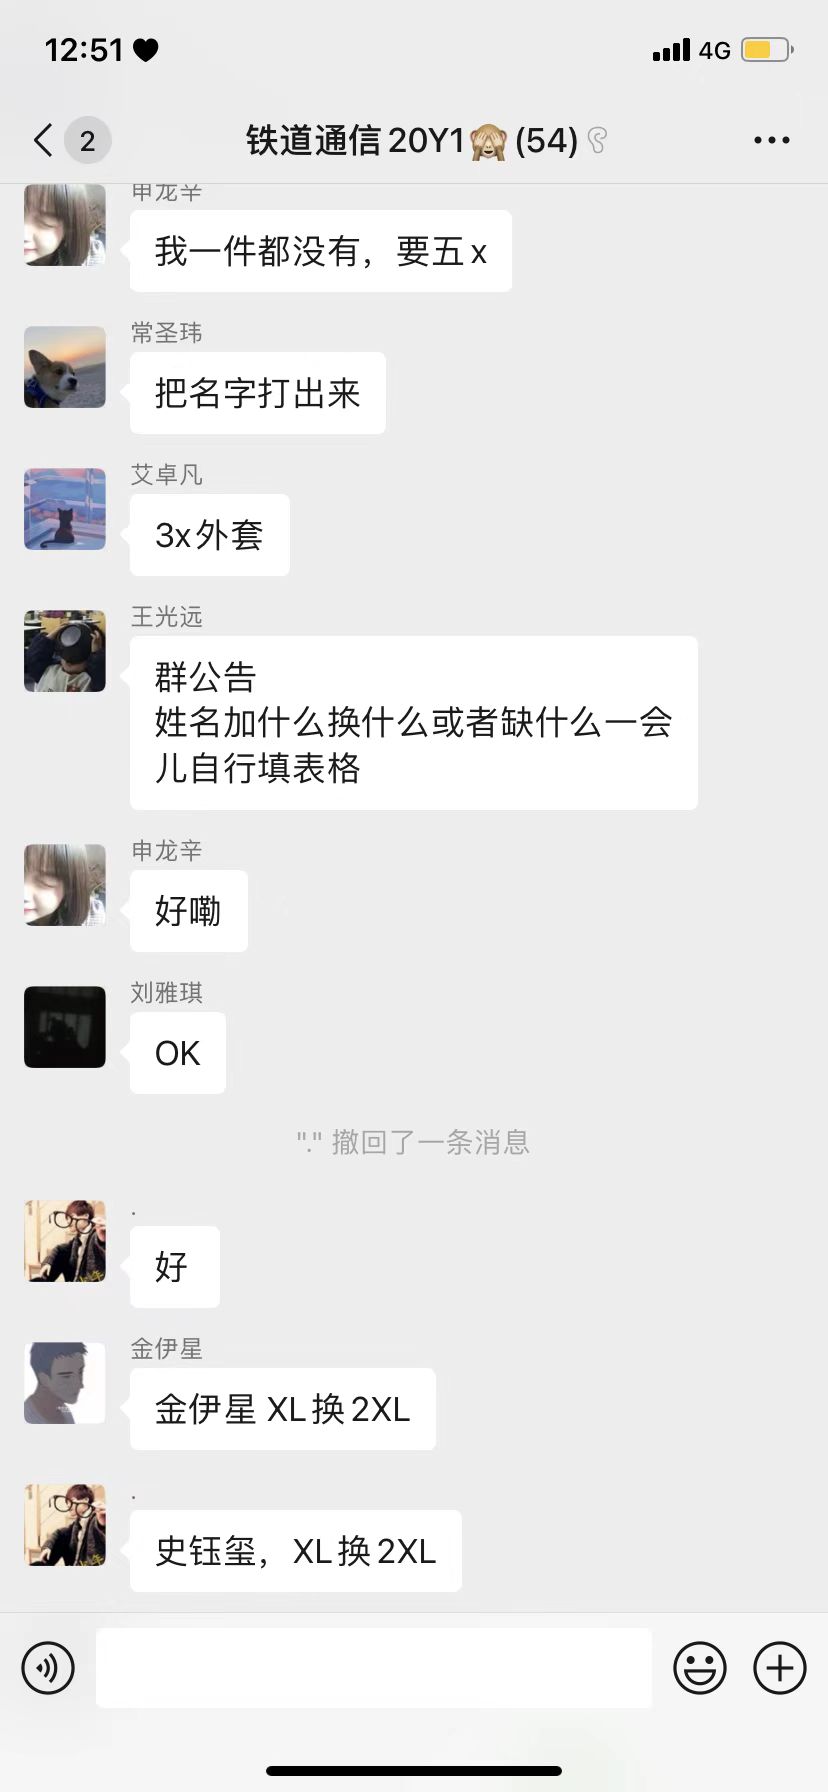 12:51
4G
2
铁道通信20Y1🙈(54)
申龙辛
我一件都没有，要五x
常圣玮
把名字打出来
艾卓凡
3x外套
王光远
群公告
姓名加什么换什么或者缺什么一会
儿自行填表格
申龙辛
好嘞
刘雅琪
OK
"." 撤回了一条消息
.
好
金伊星
金伊星 XL换2XL
.
史钰玺，XL换2XL